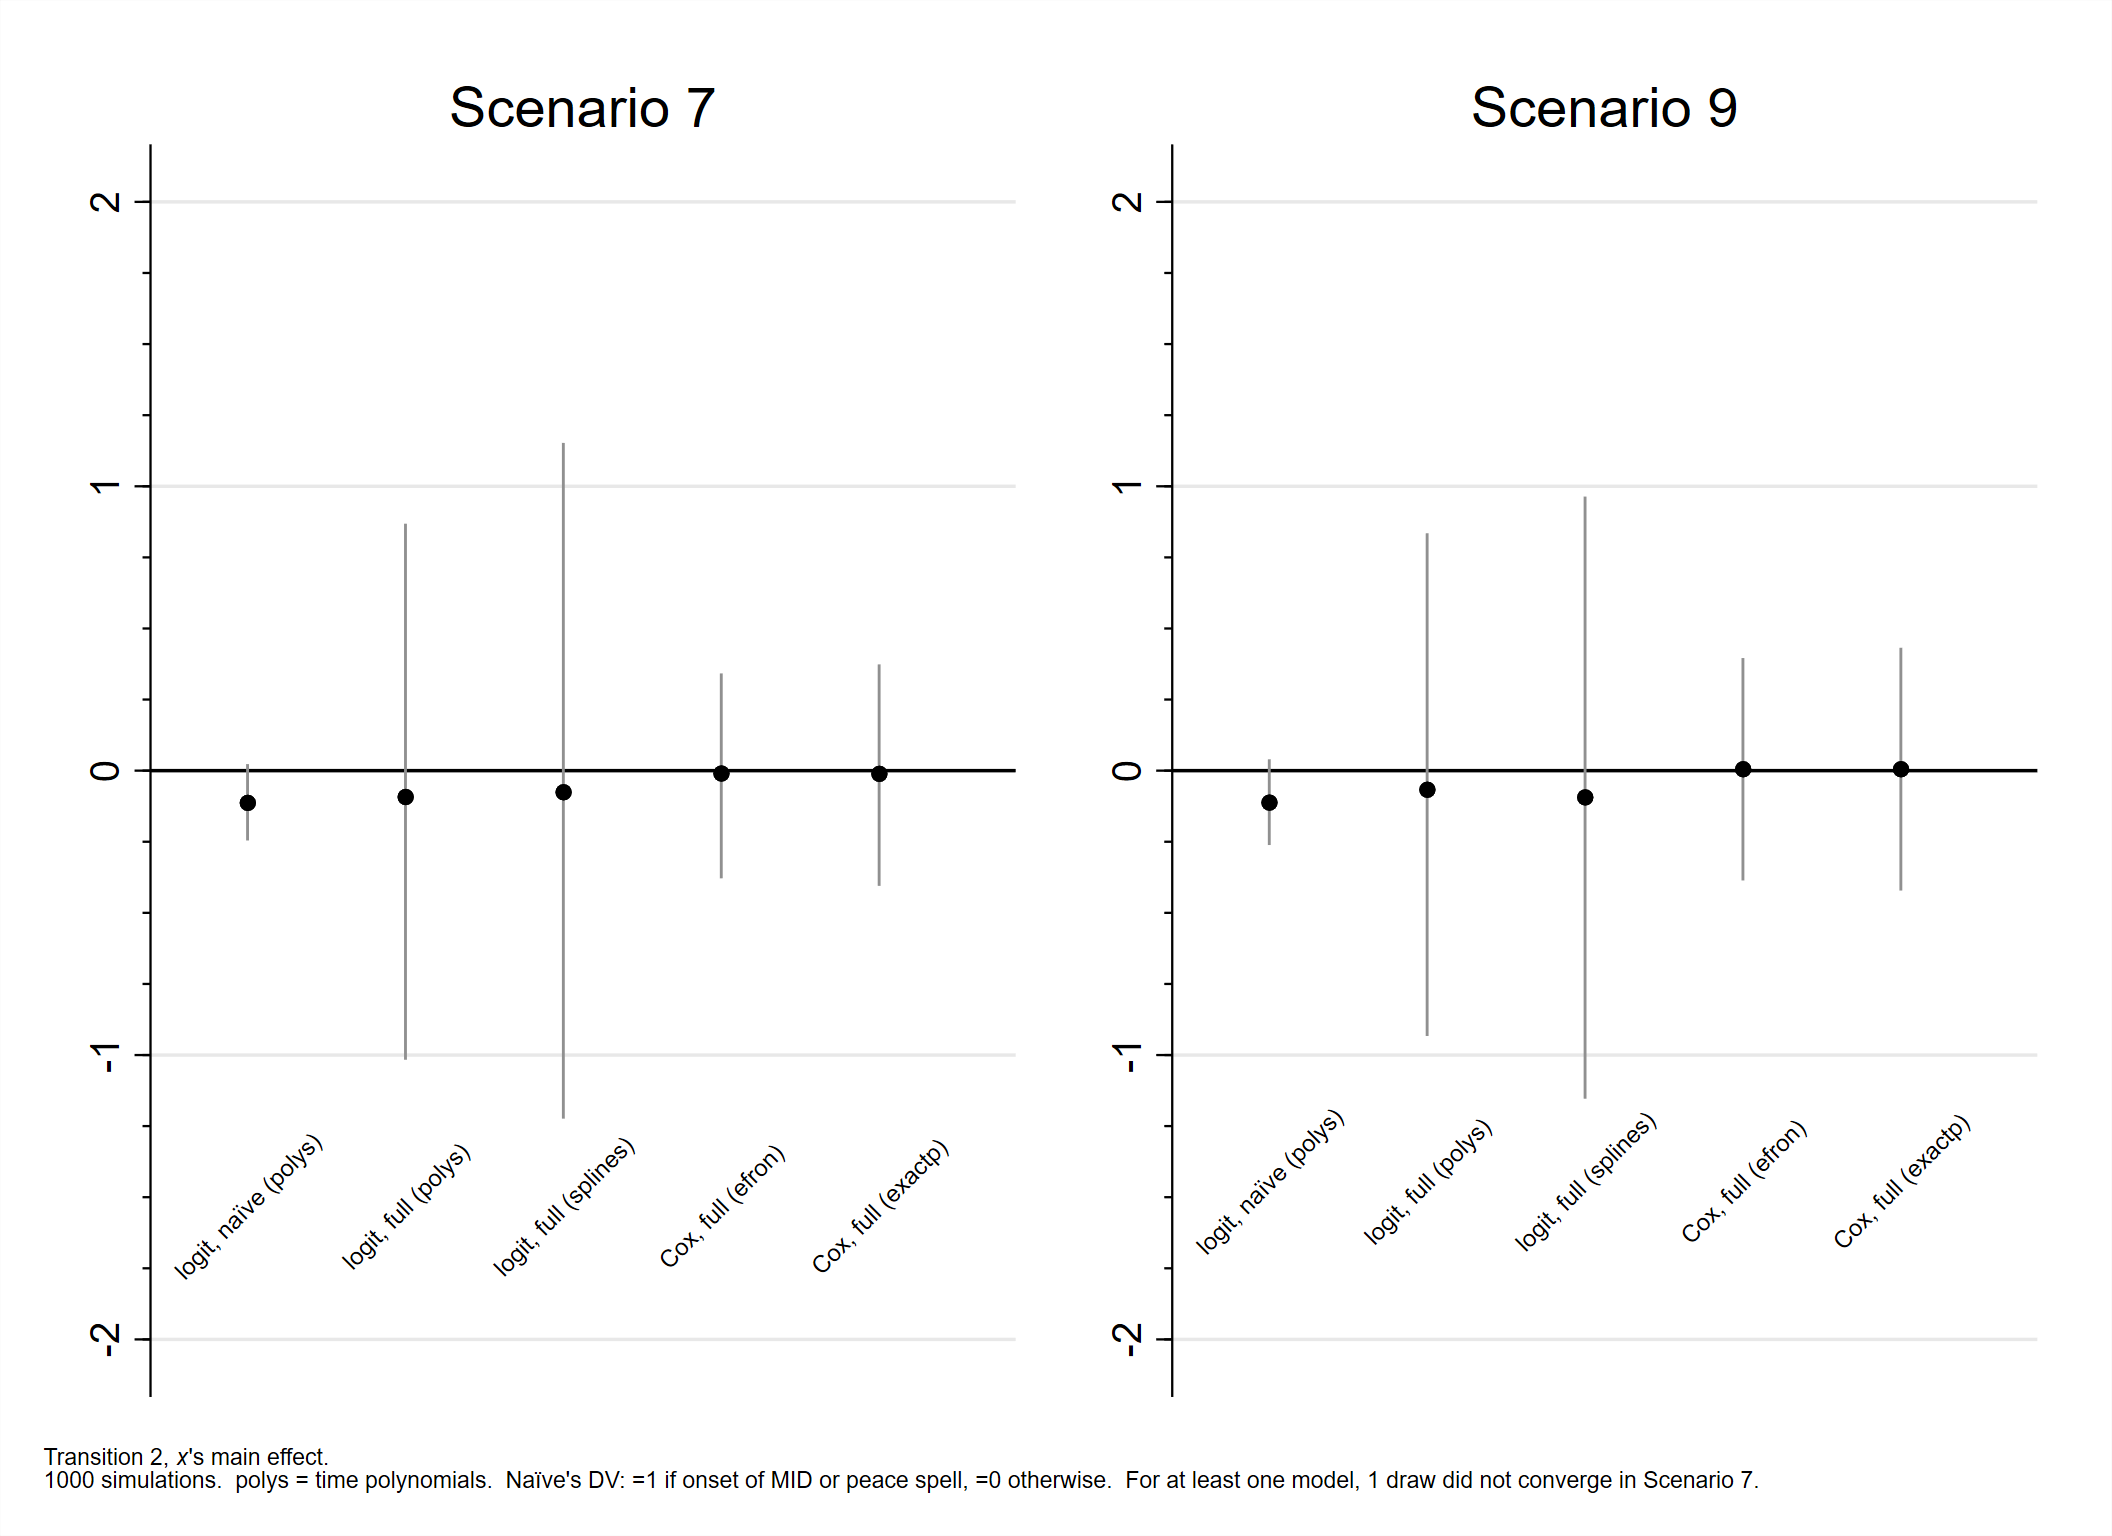 Scenario 7
2
1
0
-1
-2
logit, naïve (polys)
logit, full (polys)
logit, full (splines)
Cox, full (efron)
Cox, full (exactp)
Scenario 9
2
1
0
-1
-2
logit, naïve (polys)
logit, full (polys)
logit, full (splines)
Cox, full (efron)
Cox, full (exactp)
Transition 2, x's main effect.
1000 simulations.  polys = time polynomials.  Naïve's DV: =1 if onset of MID or peace spell, =0 otherwise.  For at least one model, 1 draw did not converge in Scenario 7.